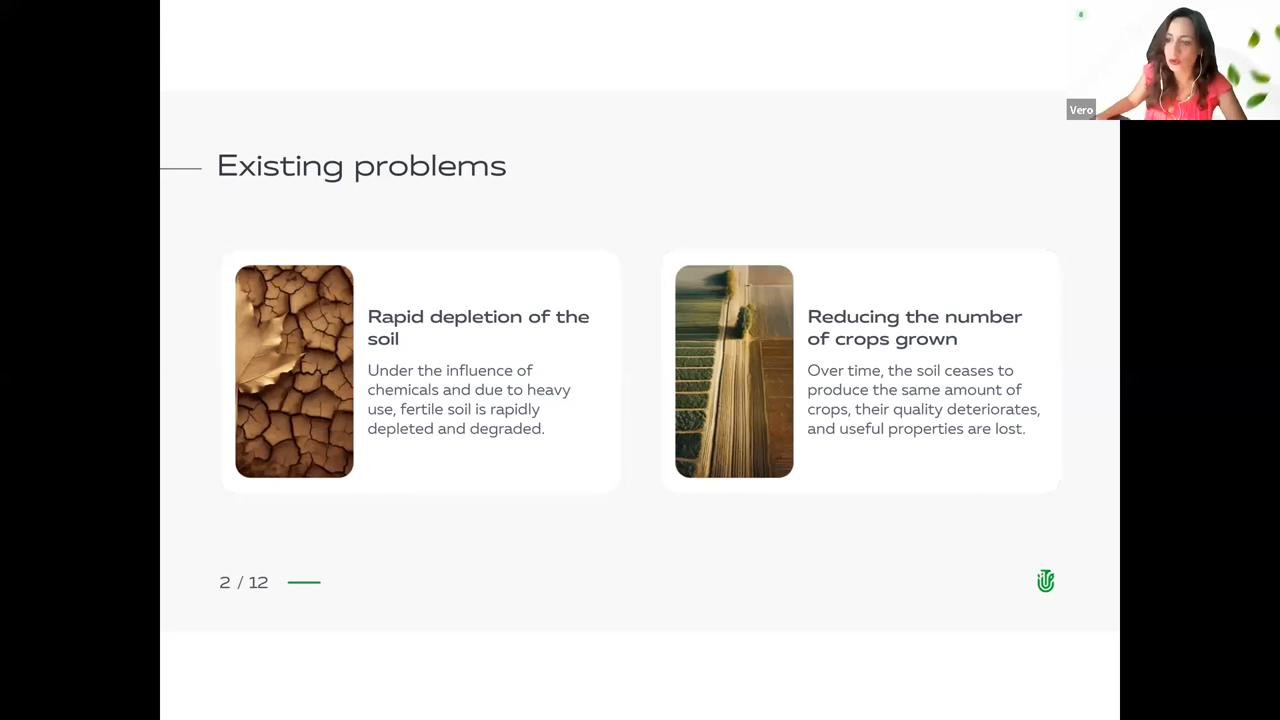 Vero
Existing problems
Rapid depletion of the
soil
Under the influence of
chemicals and due to heavy
use, fertile soil is rapidly
depleted and degraded.
Reducing the number
of crops grown
Over time, the soil ceases to
produce the same amount of
crops, their quality deteriorates,
and useful properties are lost.
2 / 12